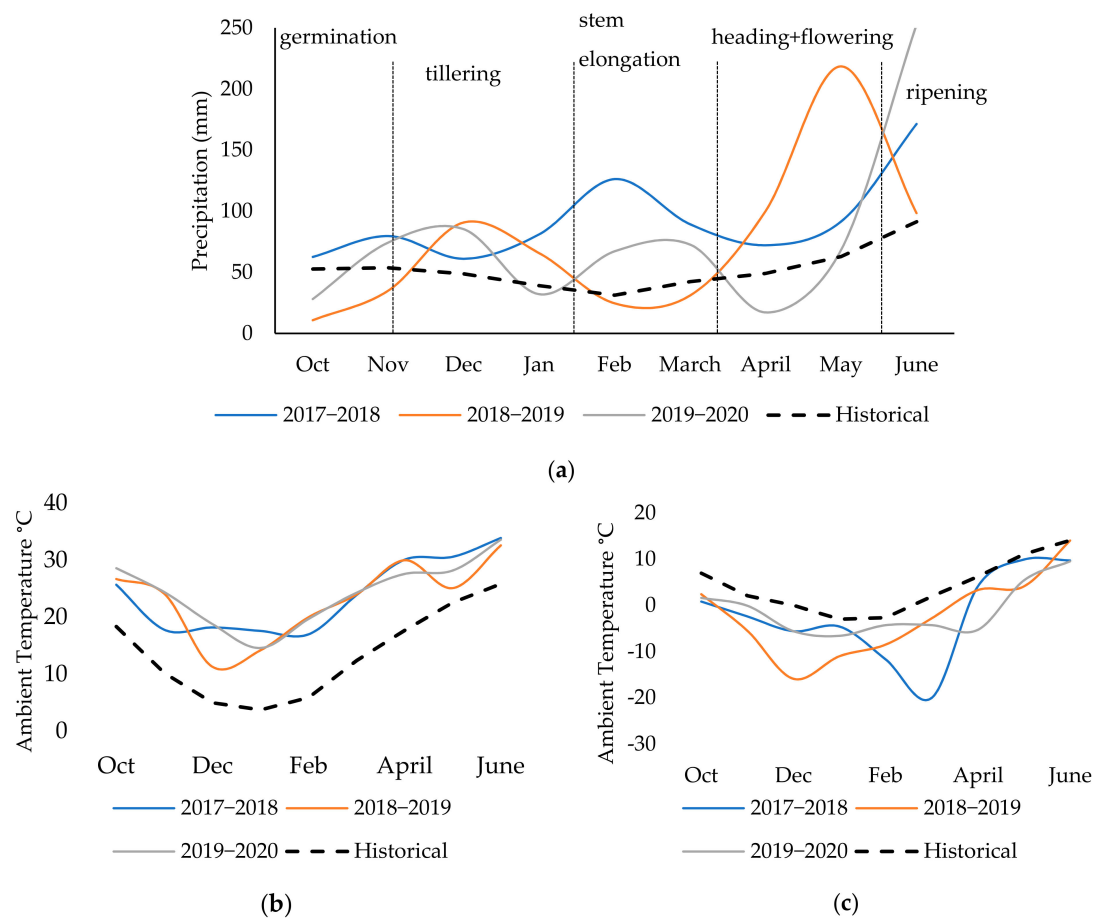 250
200
150
100
50
0
Precipitation (mm)
germination
tillering
stem
elongation
heading+flowering
ripening
Oct Nov Dec Jan Feb March April May June
2017−2018 2018−2019 2019−2020 Historical
(a)
40
30
20
10
0
Ambient Temperature °C
Oct Dec Feb April June
2017−2018 2018−2019
2019−2020 Historical
(b)
20
10
0
-10
-20
-30
Ambient Temperature °C
Oct Dec Feb April June
2017−2018 2018−2019
2019−2020 Historical
(c)